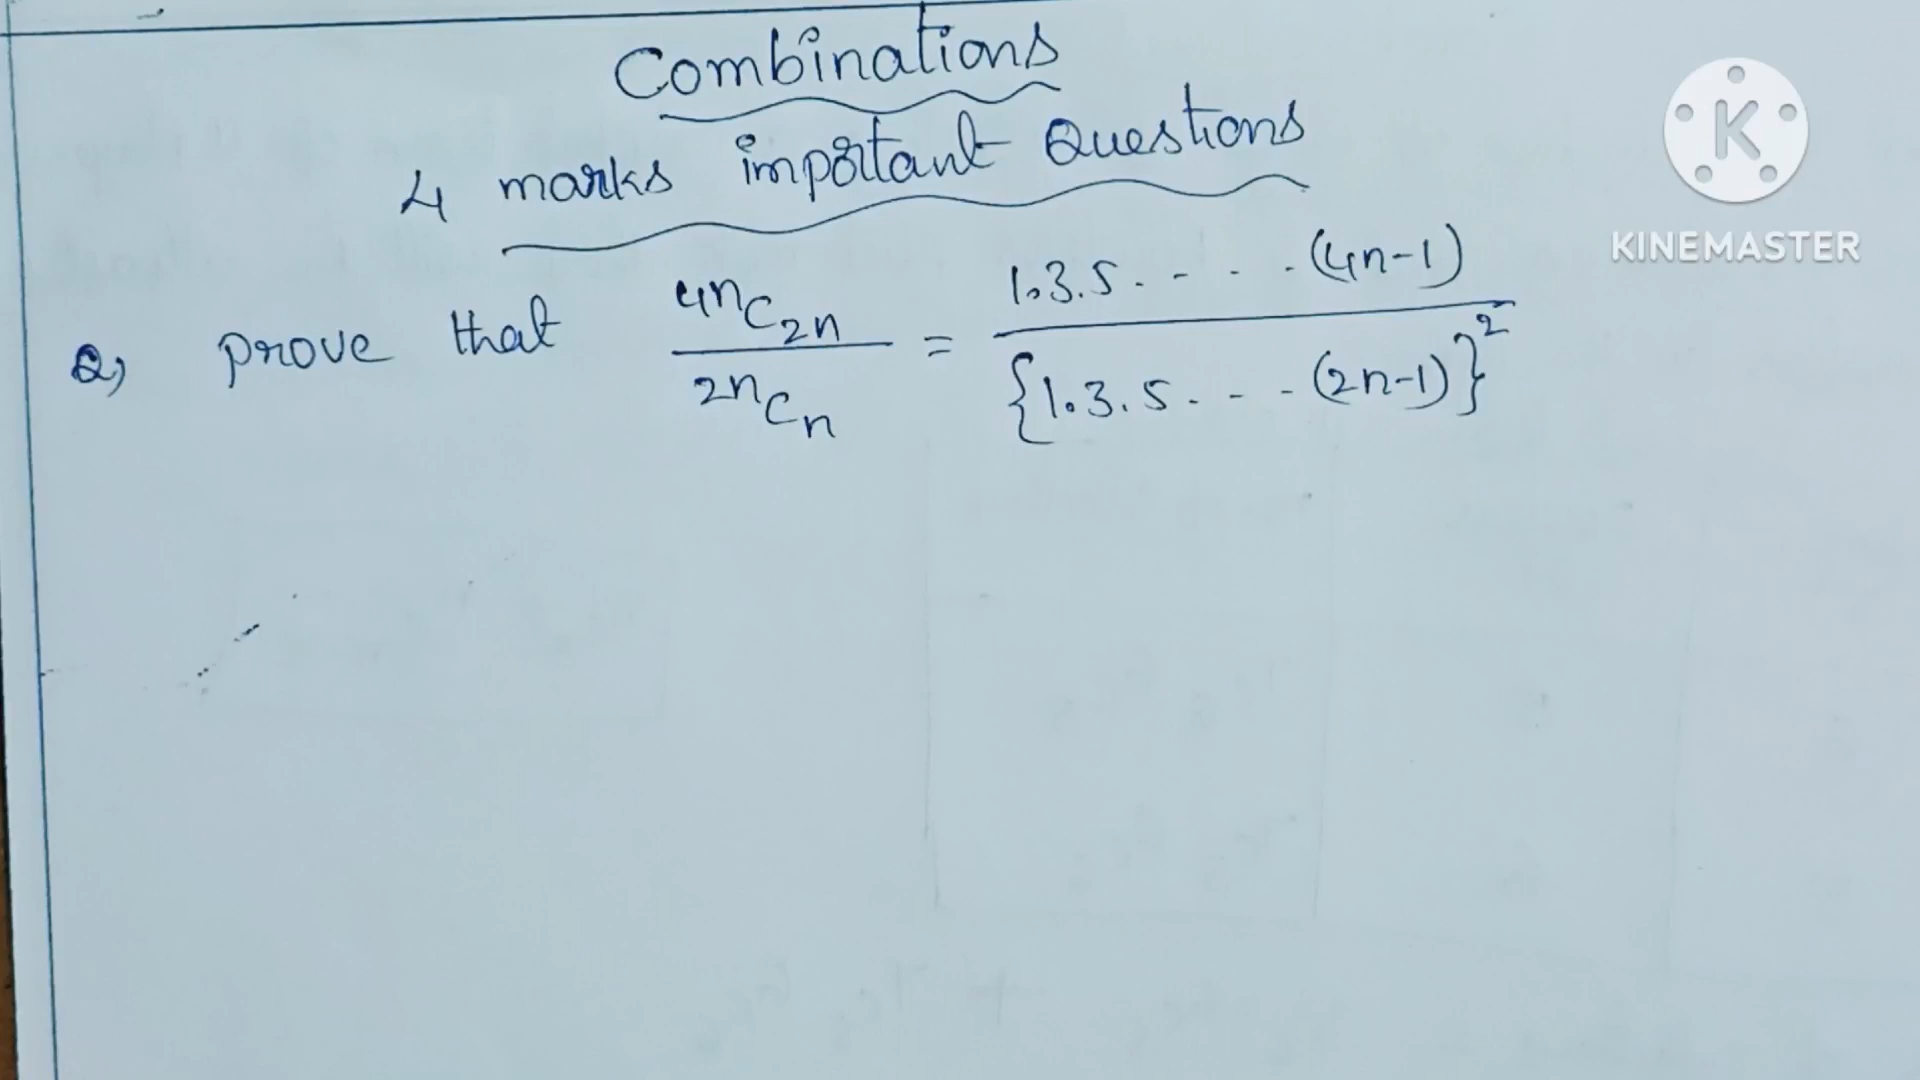 Combinations
4 marks important Questions
Q) prove that 4nC2n / 2nCn = 1.3.5. - - . (4n-1) / {1.3.5. - - - (2n-1)}²
K
KINEMASTER